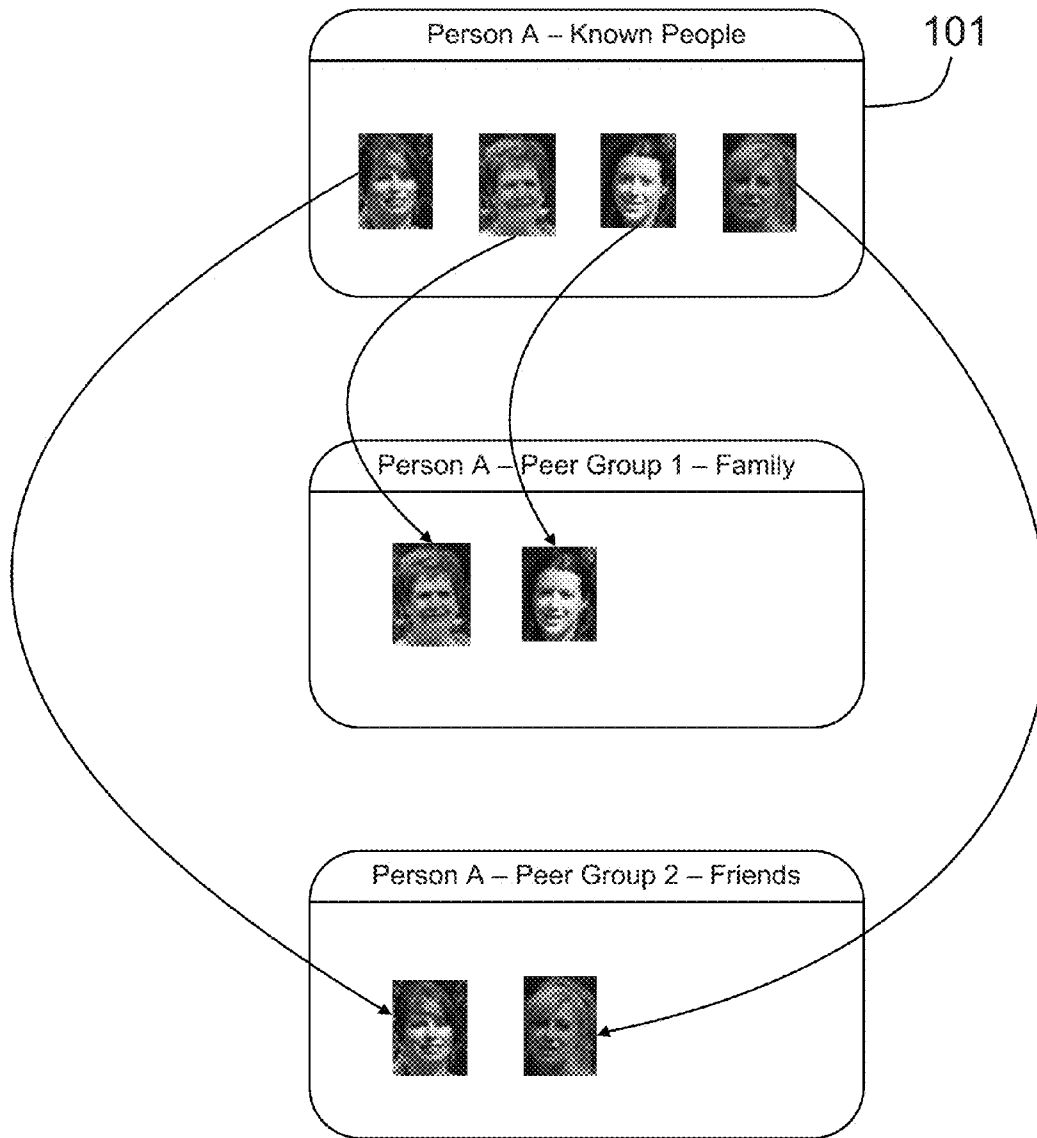 Person A – Known People
101
Person A – Peer Group 1 – Family
Person A – Peer Group 2 – Friends